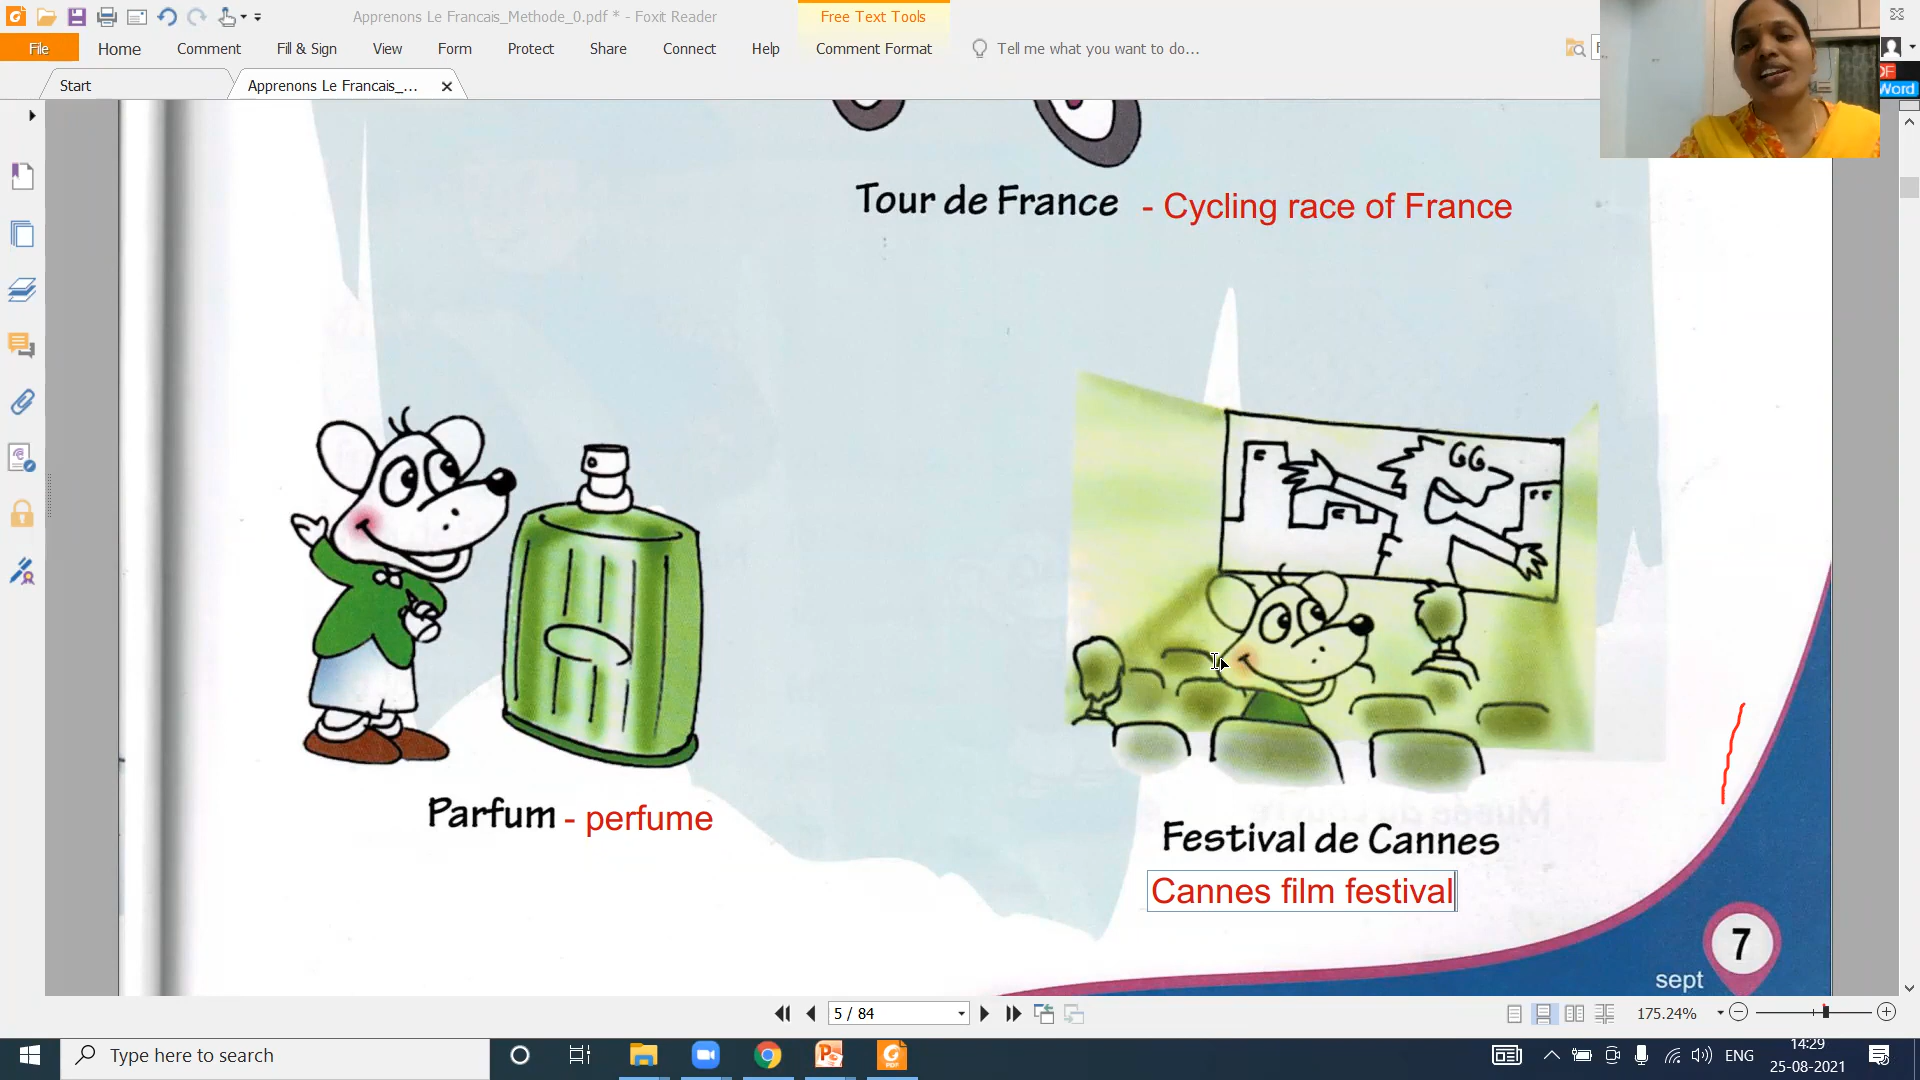 Apprenons Le Francais_Methode_0.pdf * - Foxit Reader
Free Text Tools
File Home Comment Fill & Sign View Form Protect Share Connect Help Comment Format Tell me what you want to do...
Word
Start
Apprenons Le Francais_...
Tour de France - Cycling race of France
Parfum - perfume
Festival de Cannes
Cannes film festival
7
sept
5 / 84
175.24%
Type here to search
ENG
14:29
25-08-2021